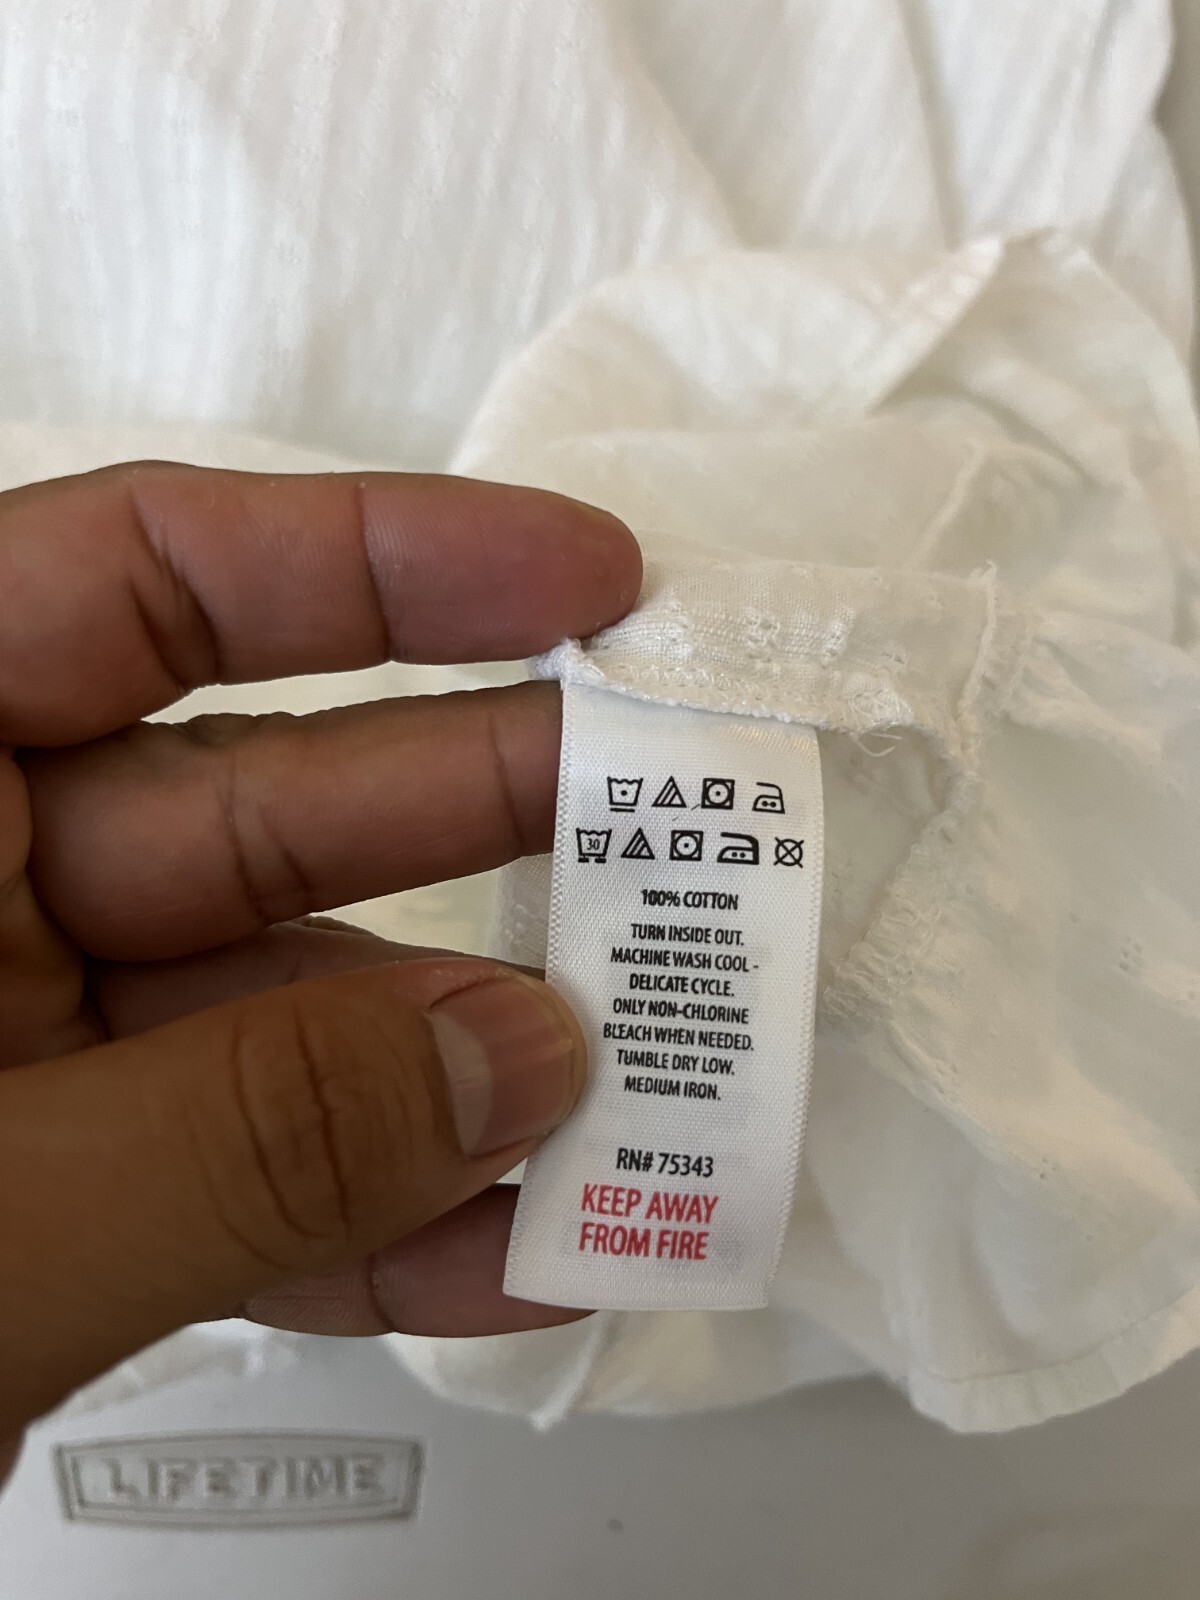 30
100% COTTON
TURN INSIDE OUT.
MACHINE WASH COOL -
DELICATE CYCLE.
ONLY NON-CHLORINE
BLEACH WHEN NEEDED.
TUMBLE DRY LOW.
MEDIUM IRON.
RN# 75343
KEEP AWAY
FROM FIRE
LIFETIME